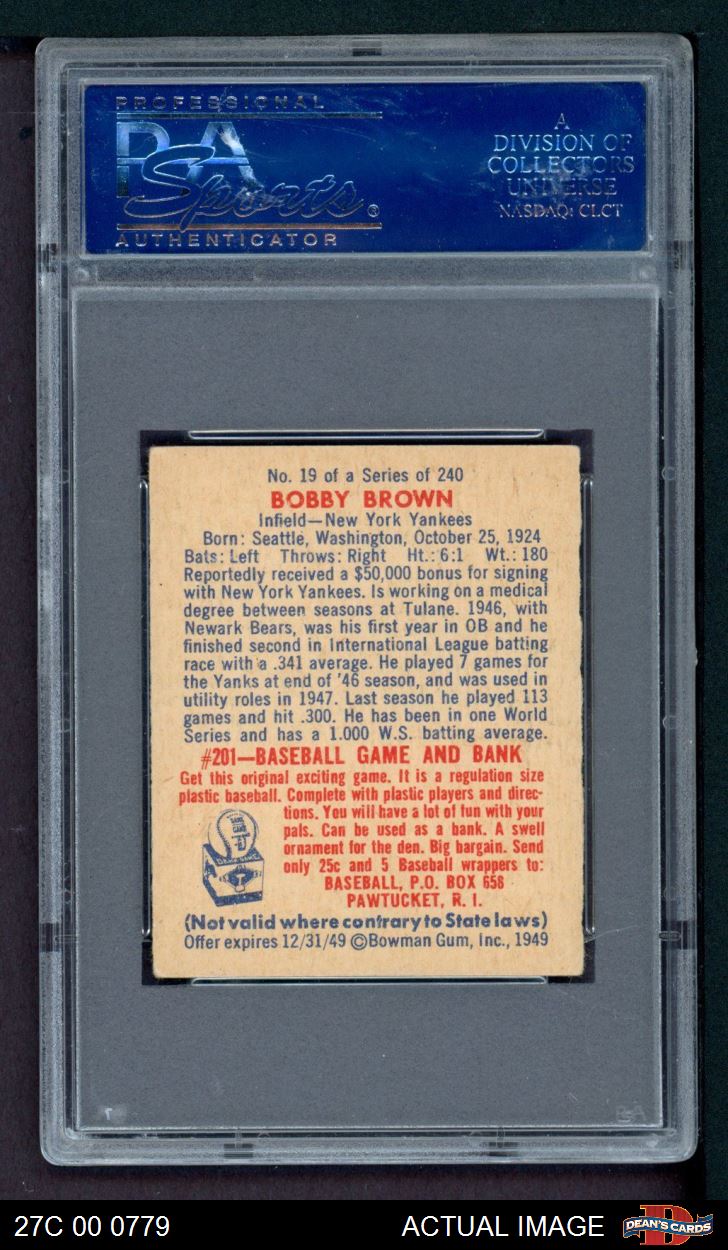 PROFESSIONAL
PSA
Sports®
AUTHENTICATOR
A
DIVISION OF
COLLECTORS
UNIVERSE
NASDAQ: CLCT
No. 19 of a Series of 240
BOBBY BROWN
Infield—New York Yankees
Born: Seattle, Washington, October 25, 1924
Bats: Left Throws: Right Ht.: 6:1 Wt.: 180
Reportedly received a $50,000 bonus for signing
with New York Yankees. Is working on a medical
degree between seasons at Tulane. 1946, with
Newark Bears, was his first year in OB and he
finished second in International League batting
race with a .341 average. He played 7 games for
the Yanks at end of '46 season, and was used in
utility roles in 1947. Last season he played 113
games and hit .300. He has been in one World
Series and has a 1.000 W.S. batting average.
#201—BASEBALL GAME AND BANK
Get this original exciting game. It is a regulation size
plastic baseball. Complete with plastic players and direc-
tions. You will have a lot of fun with your
pals. Can be used as a bank. A swell
ornament for the den. Big bargain. Send
only 25c and 5 Baseball wrappers to:
BASEBALL, P.O. BOX 658
PAWTUCKET, R. I.
(Not valid where contrary to State laws)
Offer expires 12/31/49 ©Bowman Gum, Inc., 1949
27C 00 0779
ACTUAL IMAGE
DEAN'S CARDS